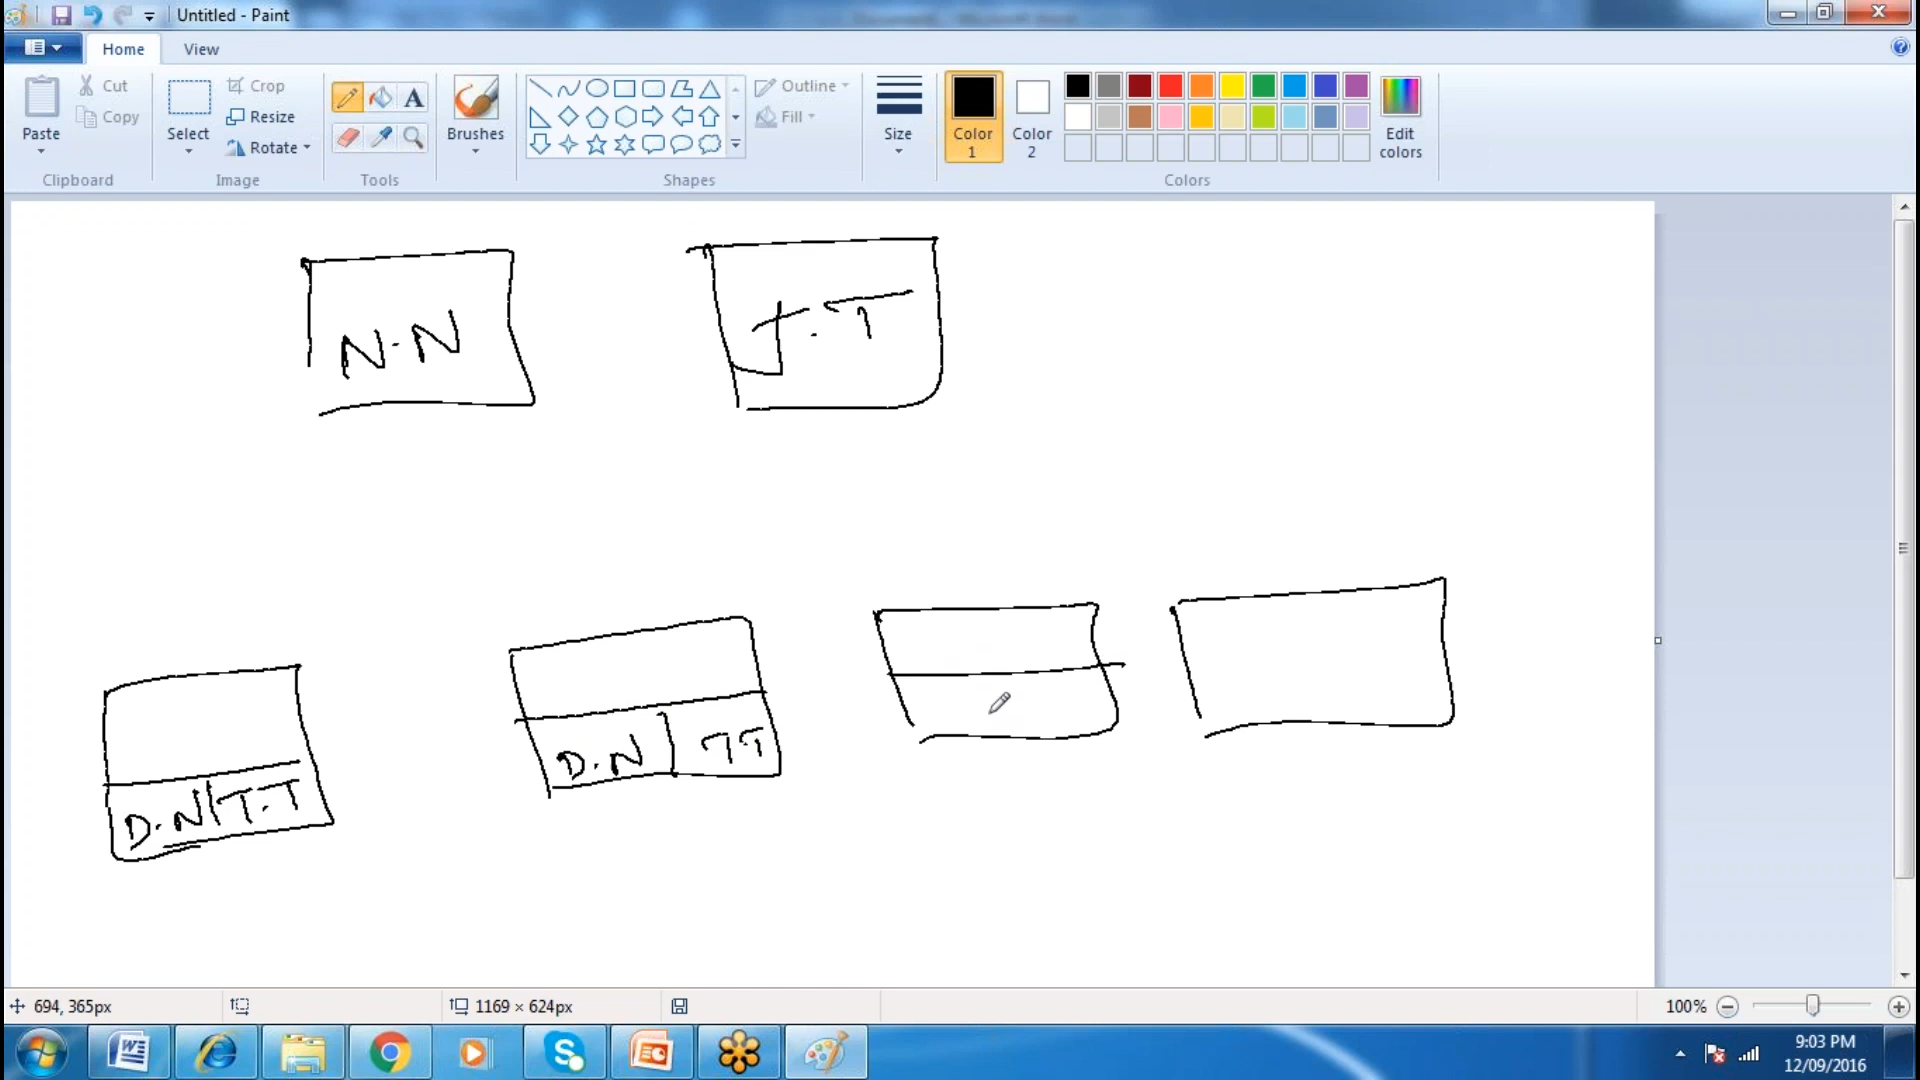 Untitled - Paint
Home View
Paste
Cut
Copy
Clipboard
Select
Crop
Resize
Rotate
Image
A
Tools
Brushes
Shapes
Outline
Fill
Size
Color 1
Color 2
Edit colors
Colors
N.N
J.T
D.N T.T
D.N TT
694, 365px
1169 × 624px
100%
9:03 PM
12/09/2016